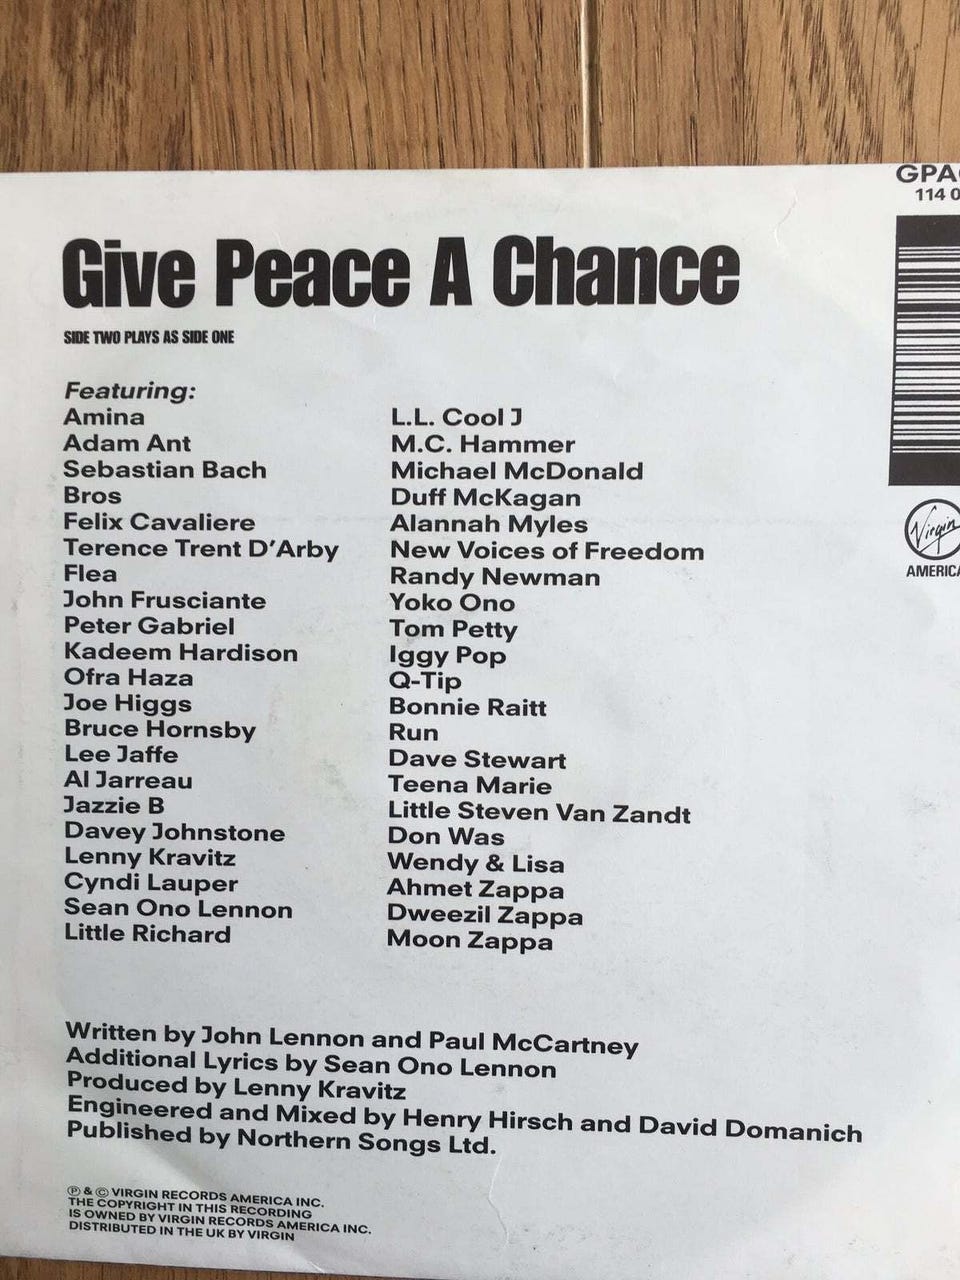 GPAC
114 0
Give Peace A Chance
SIDE TWO PLAYS AS SIDE ONE
Featuring:
Amina
Adam Ant
Sebastian Bach
Bros
Felix Cavaliere
Terence Trent D'Arby
Flea
John Frusciante
Peter Gabriel
Kadeem Hardison
Ofra Haza
Joe Higgs
Bruce Hornsby
Lee Jaffe
Al Jarreau
Jazzie B
Davey Johnstone
Lenny Kravitz
Cyndi Lauper
Sean Ono Lennon
Little Richard
L.L. Cool J
M.C. Hammer
Michael McDonald
Duff McKagan
Alannah Myles
New Voices of Freedom
Randy Newman
Yoko Ono
Tom Petty
Iggy Pop
Q-Tip
Bonnie Raitt
Run
Dave Stewart
Teena Marie
Little Steven Van Zandt
Don Was
Wendy & Lisa
Ahmet Zappa
Dweezil Zappa
Moon Zappa
Virgin
AMERICA
Written by John Lennon and Paul McCartney
Additional Lyrics by Sean Ono Lennon
Produced by Lenny Kravitz
Engineered and Mixed by Henry Hirsch and David Domanich
Published by Northern Songs Ltd.
Ⓟ & © VIRGIN RECORDS AMERICA INC.
THE COPYRIGHT IN THIS RECORDING
IS OWNED BY VIRGIN RECORDS AMERICA INC.
DISTRIBUTED IN THE UK BY VIRGIN